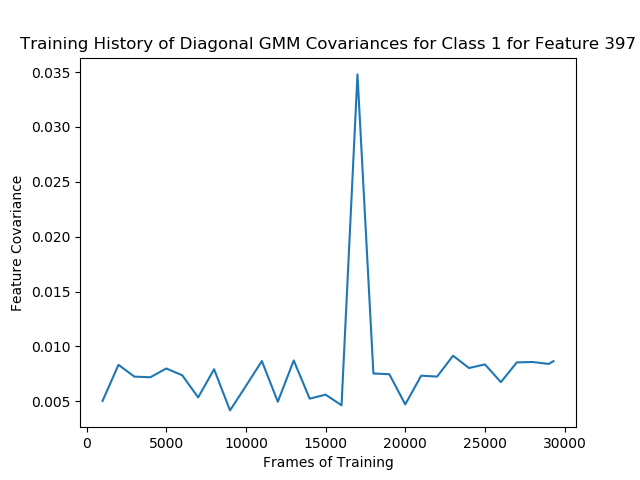 Training History of Diagonal GMM Covariances for Class 1 for Feature 397
0.035
0.030
0.025
0.020
0.015
0.010
0.005
Feature Covariance
0 5000 10000 15000 20000 25000 30000
Frames of Training